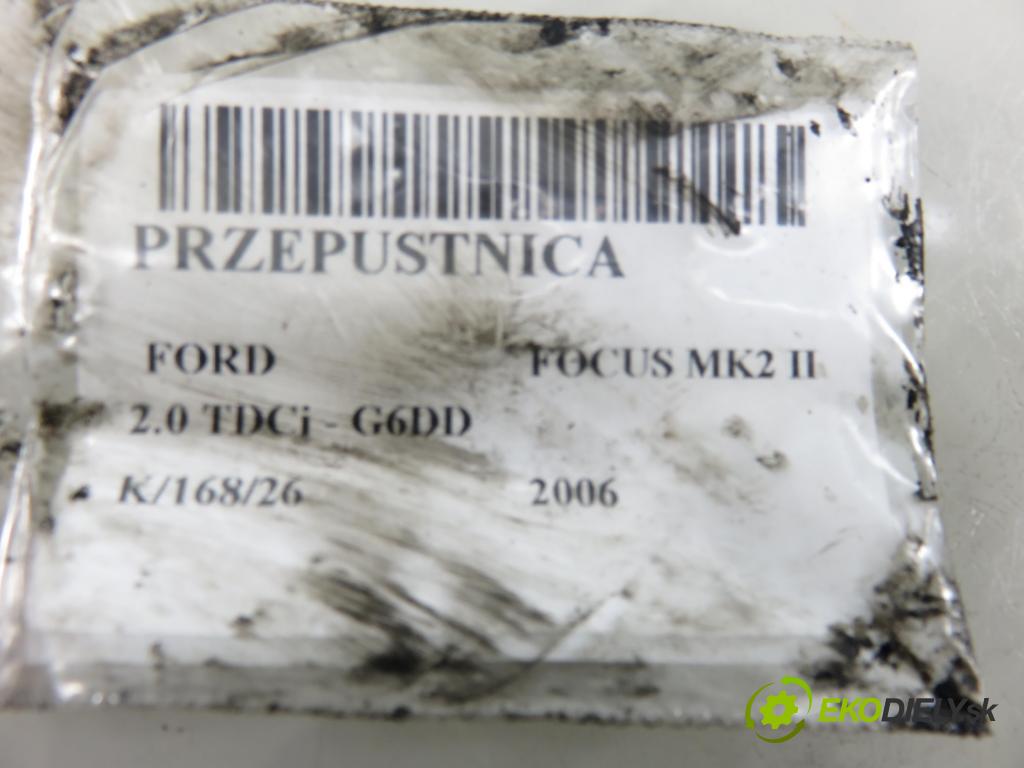 PRZEPUSTNICA
FORD FOCUS MK2 II
2.0 TDCi - G6DD
K/168/26 2006
EKODIELY.sk